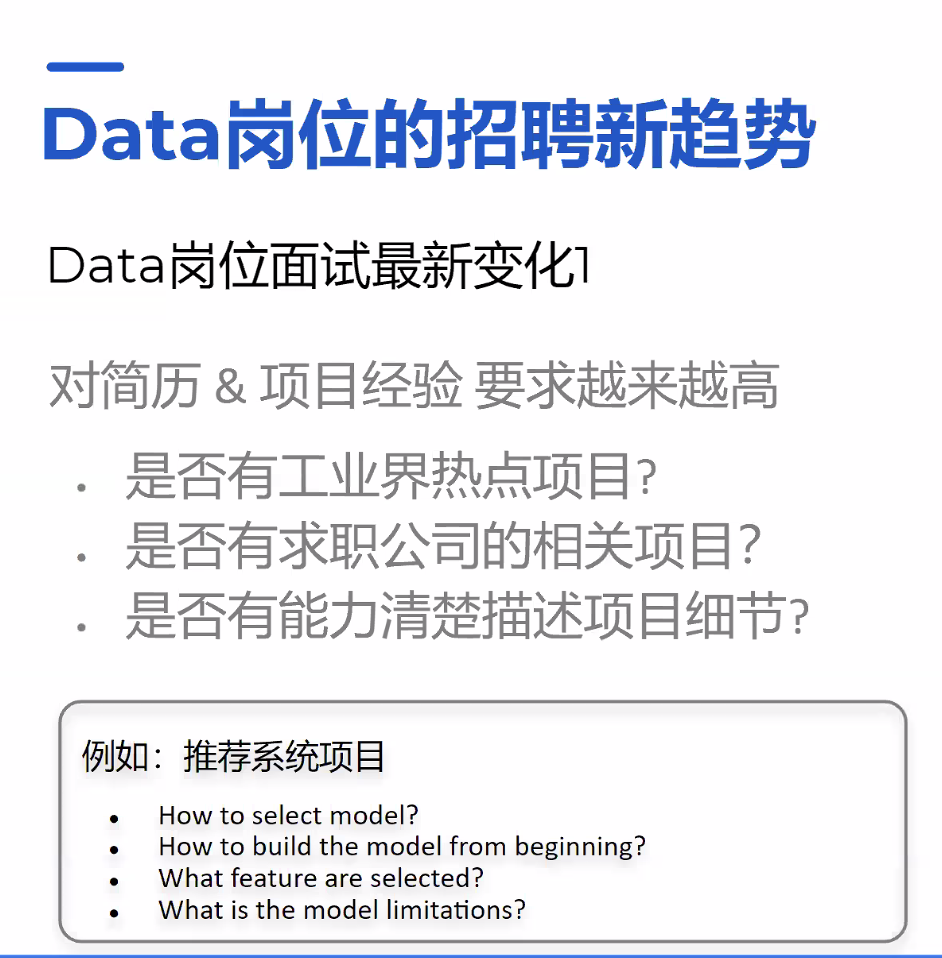 Data岗位的招聘新趋势
Data岗位面试最新变化1
对简历 & 项目经验 要求越来越高
• 是否有工业界热点项目?
• 是否有求职公司的相关项目?
• 是否有能力清楚描述项目细节?
例如：推荐系统项目
• How to select model?
• How to build the model from beginning?
• What feature are selected?
• What is the model limitations?